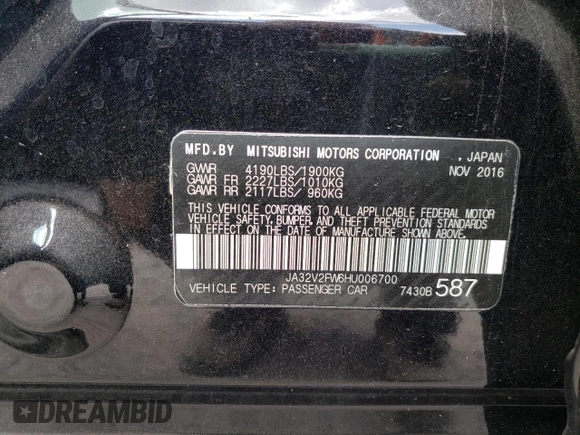 MFD.BY MITSUBISHI MOTORS CORPORATION . JAPAN
GVWR 4190LBS/1900KG NOV 2016
GAWR FR 2227LBS/1010KG
GAWR RR 2117LBS/ 960KG
THIS VEHICLE CONFORMS TO ALL APPLICABLE FEDERAL MOTOR
VEHICLE SAFETY, BUMPER, AND THEFT PREVENTION STANDARDS
IN EFFECT ON THE DATE OF MANUFACTURE SHOWN ABOVE.
JA32V2FW6HU006700
VEHICLE TYPE: PASSENGER CAR 7430B 587
DREAMBID